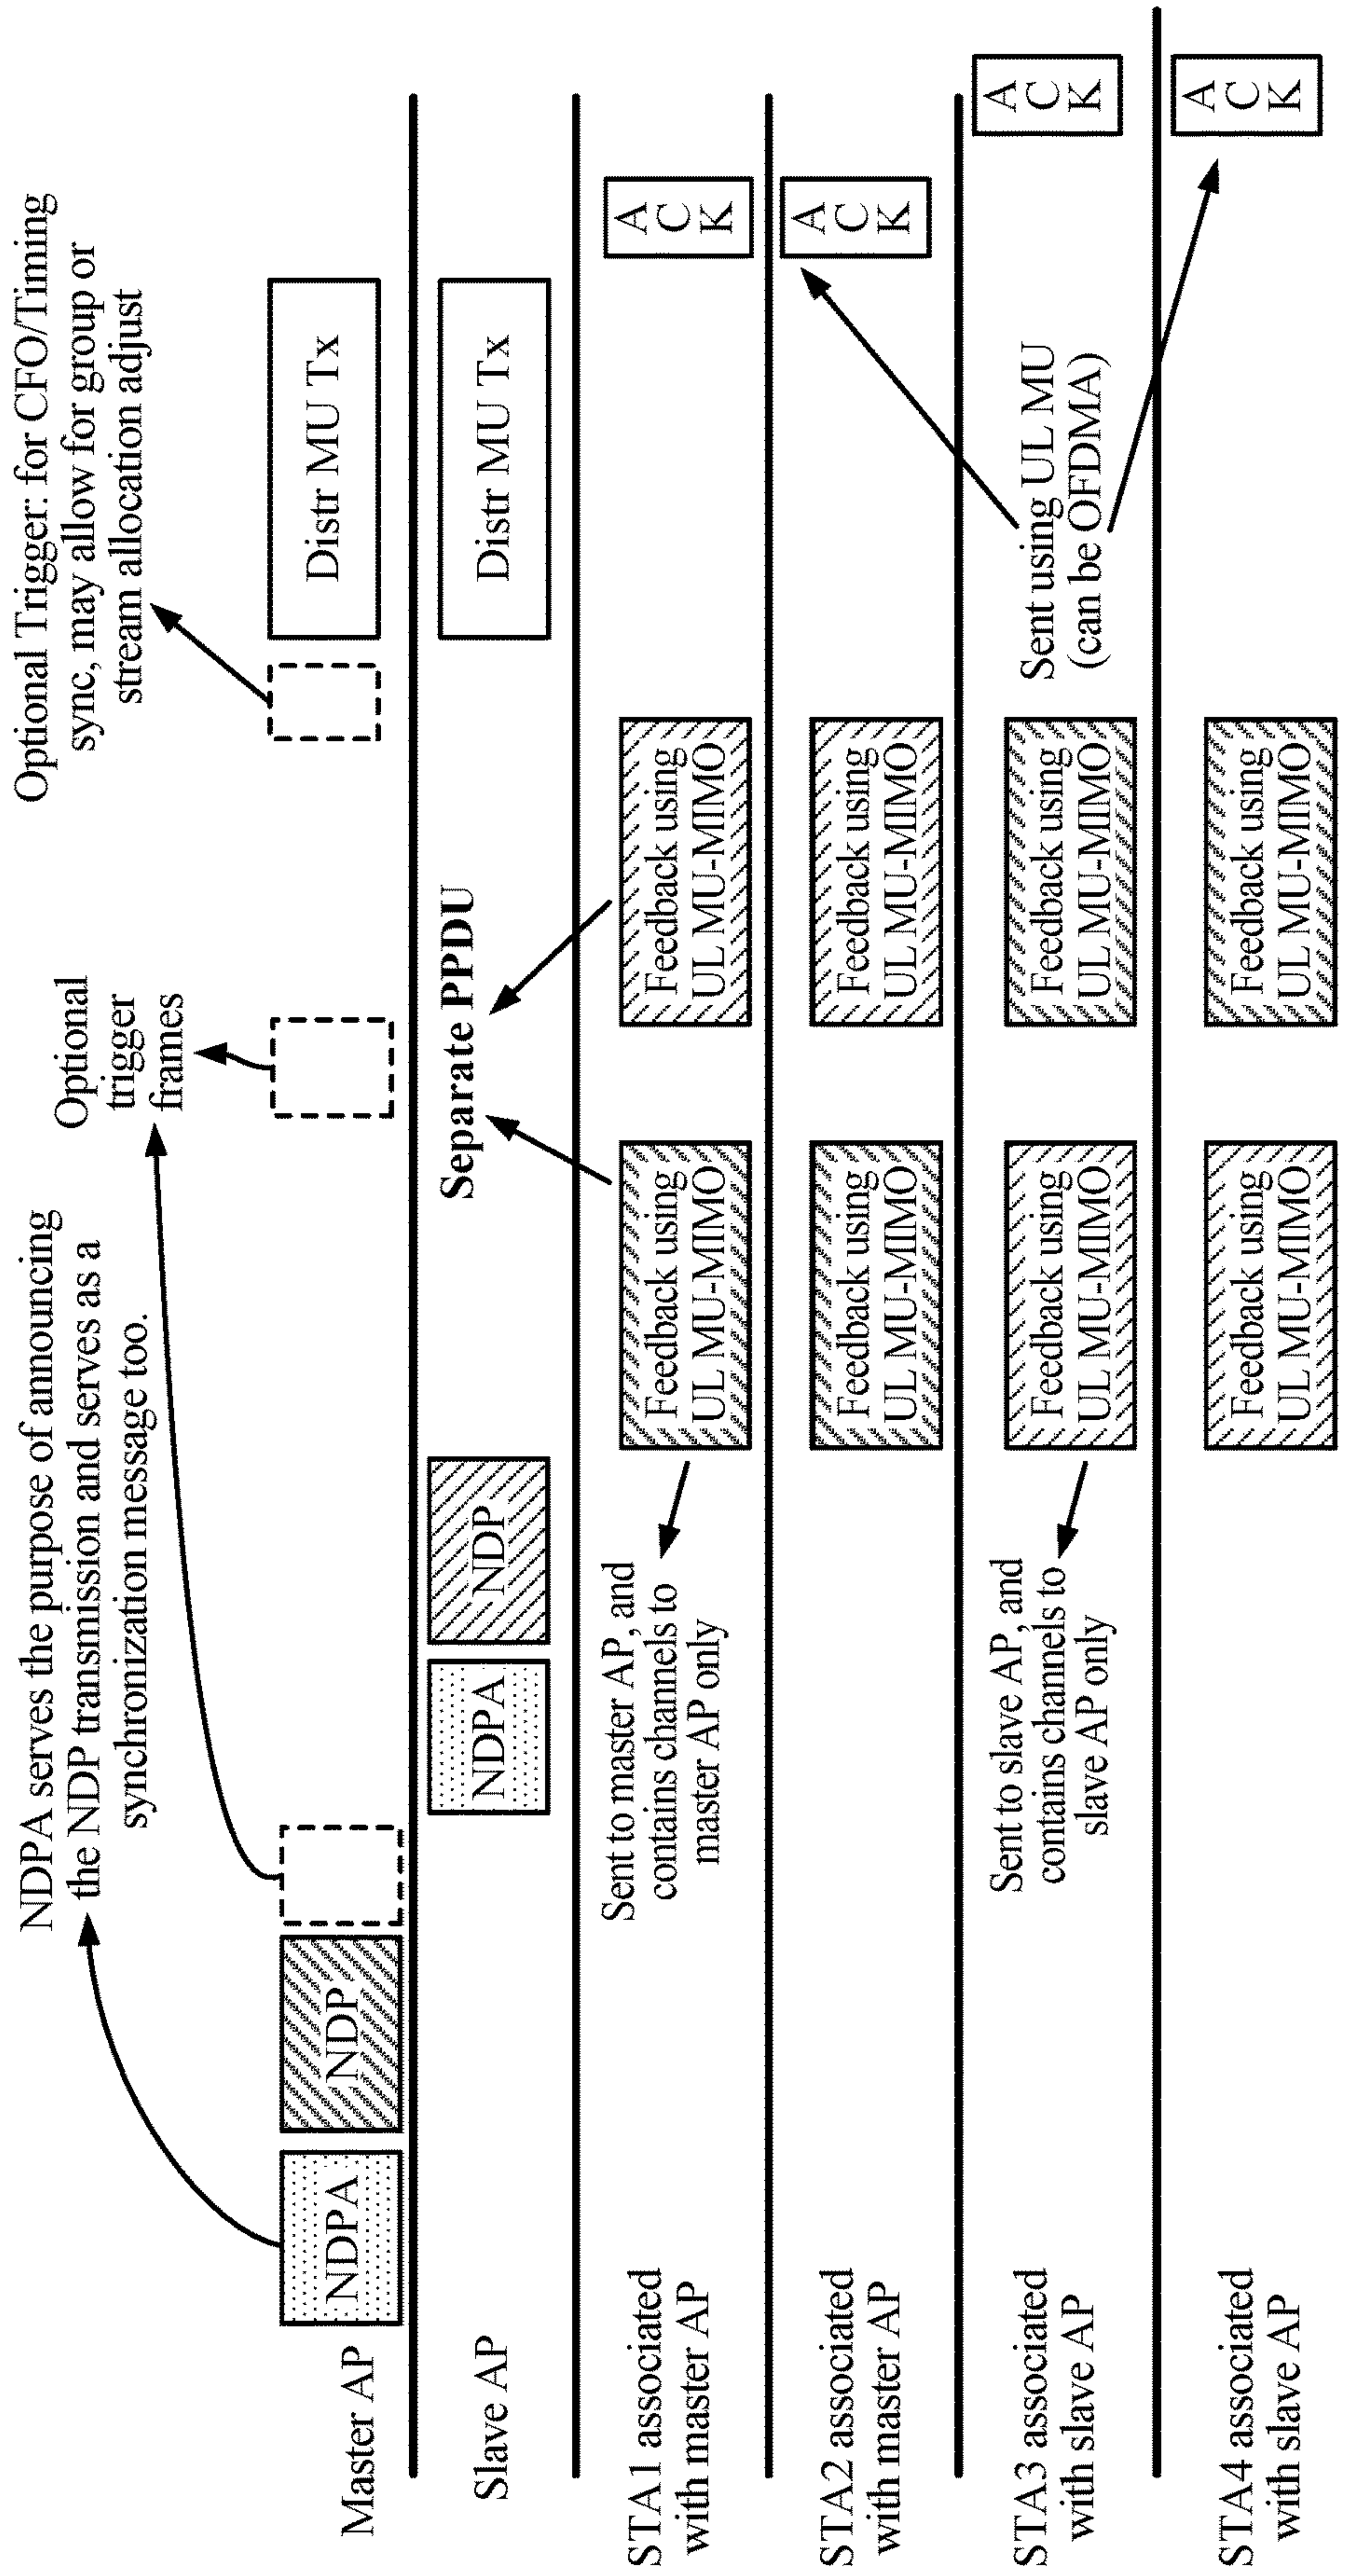 NDPA serves the purpose of announcing
the NDP transmission and serves as a
synchronization message too.
Optional
trigger
frames
Optional Trigger: for CFO/Timing
sync, may allow for group or
stream allocation adjust
Master AP
NDPA
NDP
Distr MU Tx
Slave AP
NDPA
NDP
Separate PPDU
Distr MU Tx
STA1 associated
with master AP
Sent to master AP, and
contains channels to
master AP only
Feedback using
UL MU-MIMO
Feedback using
UL MU-MIMO
A
C
K
STA2 associated
with master AP
Feedback using
UL MU-MIMO
Feedback using
UL MU-MIMO
A
C
K
STA3 associated
with slave AP
Sent to slave AP, and
contains channels to
slave AP only
Feedback using
UL MU-MIMO
Feedback using
UL MU-MIMO
Sent using UL MU
(can be OFDMA)
A
C
K
STA4 associated
with slave AP
Feedback using
UL MU-MIMO
Feedback using
UL MU-MIMO
A
C
K